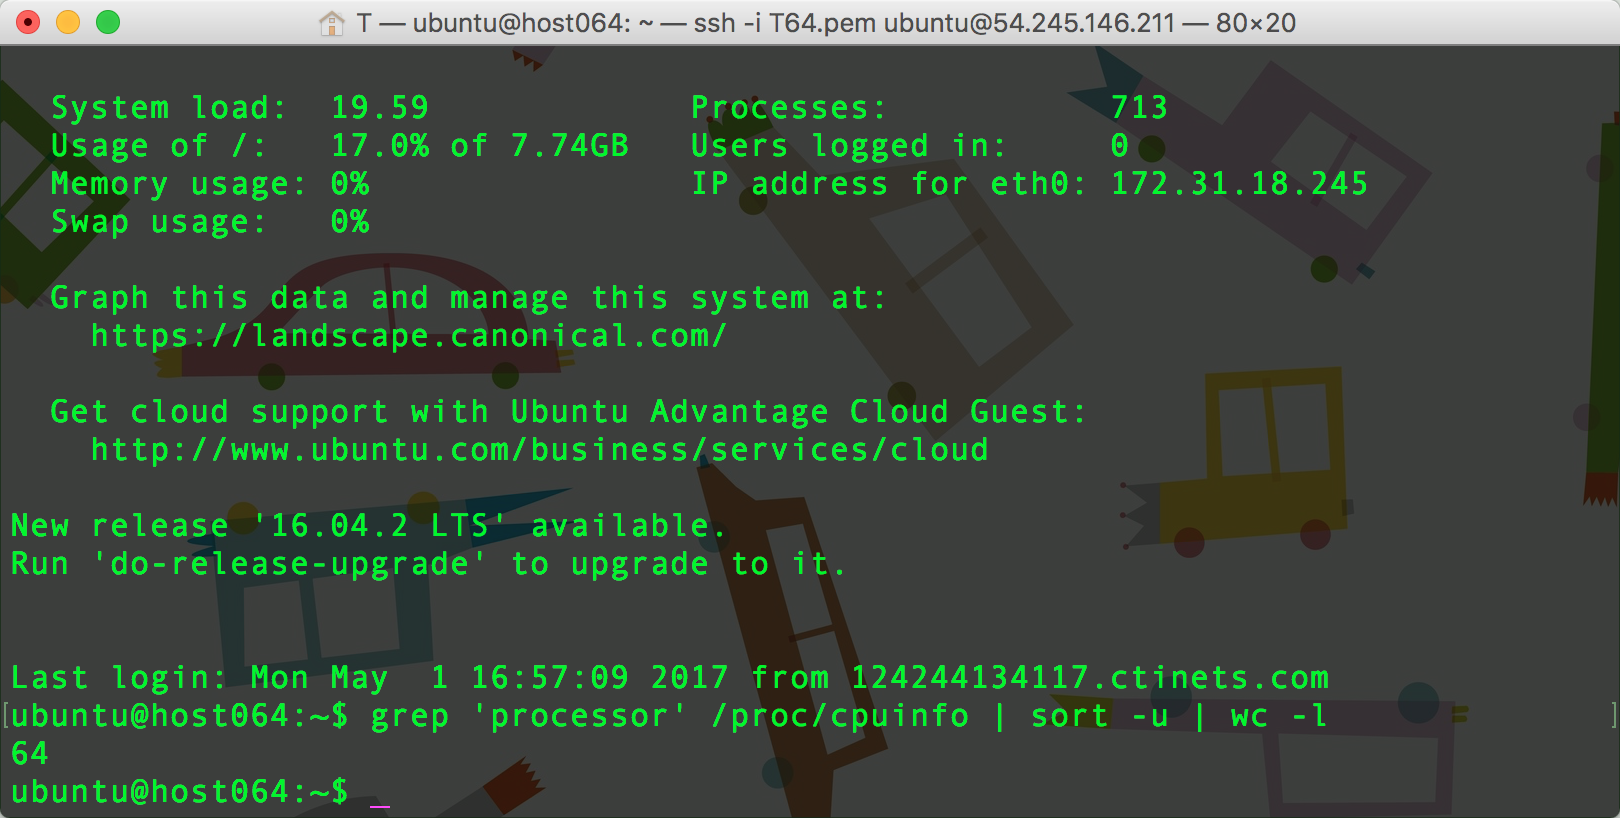 T — ubuntu@host064: ~ — ssh -i T64.pem ubuntu@54.245.146.211 — 80×20
System load: 19.59 Processes: 713
Usage of /: 17.0% of 7.74GB Users logged in: 0
Memory usage: 0% IP address for eth0: 172.31.18.245
Swap usage: 0%
Graph this data and manage this system at:
https://landscape.canonical.com/
Get cloud support with Ubuntu Advantage Cloud Guest:
http://www.ubuntu.com/business/services/cloud
New release '16.04.2 LTS' available.
Run 'do-release-upgrade' to upgrade to it.
Last login: Mon May  1 16:57:09 2017 from 124244134117.ctinets.com
[ubuntu@host064:~$ grep 'processor' /proc/cpuinfo | sort -u | wc -l ]
64
ubuntu@host064:~$ _